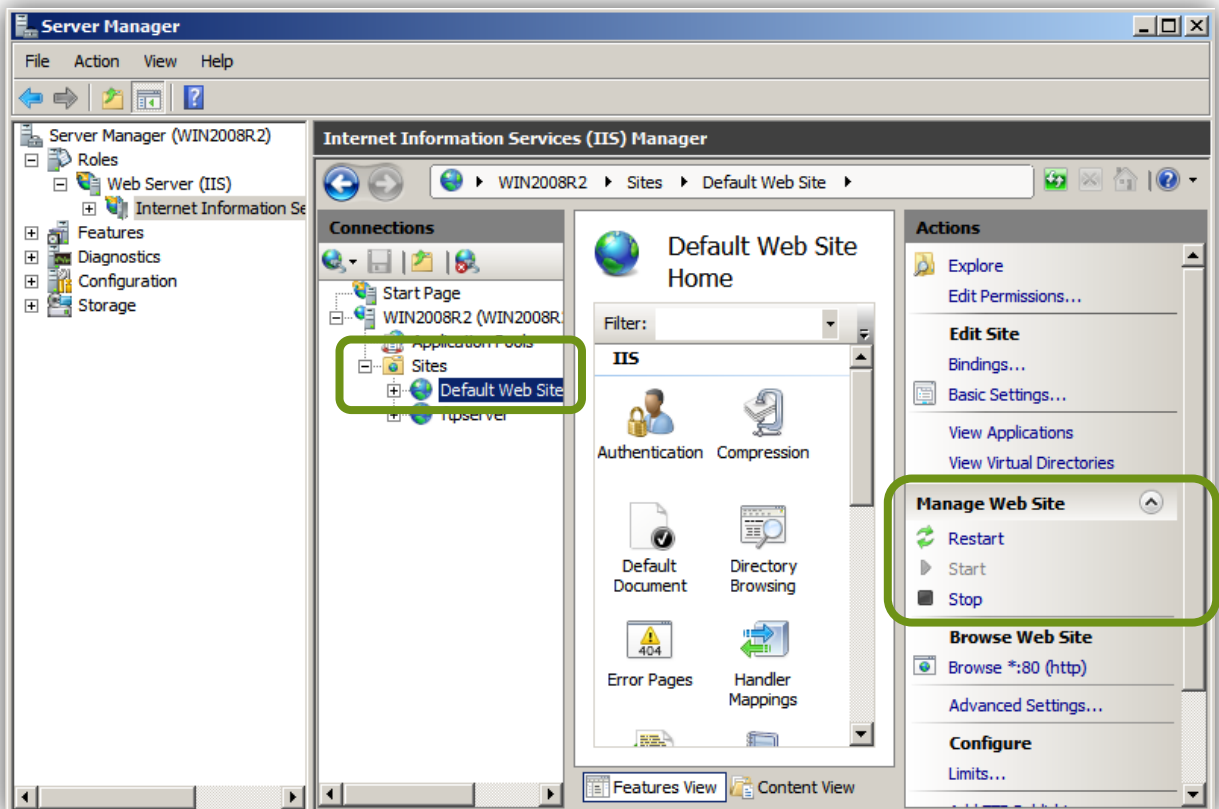 Server Manager
File Action View Help
Server Manager (WIN2008R2)
Roles
Web Server (IIS)
Internet Information Se
Features
Diagnostics
Configuration
Storage
Internet Information Services (IIS) Manager
WIN2008R2 Sites Default Web Site
Connections
Start Page
WIN2008R2 (WIN2008R
Application Pools
Sites
Default Web Site
ftpserver
Default Web Site
Home
Filter:
IIS
Authentication Compression
Default
Document
Directory
Browsing
404
Error Pages
Handler
Mappings
Features View Content View
Actions
Explore
Edit Permissions...
Edit Site
Bindings...
Basic Settings...
View Applications
View Virtual Directories
Manage Web Site
Restart
Start
Stop
Browse Web Site
Browse *:80 (http)
Advanced Settings...
Configure
Limits...